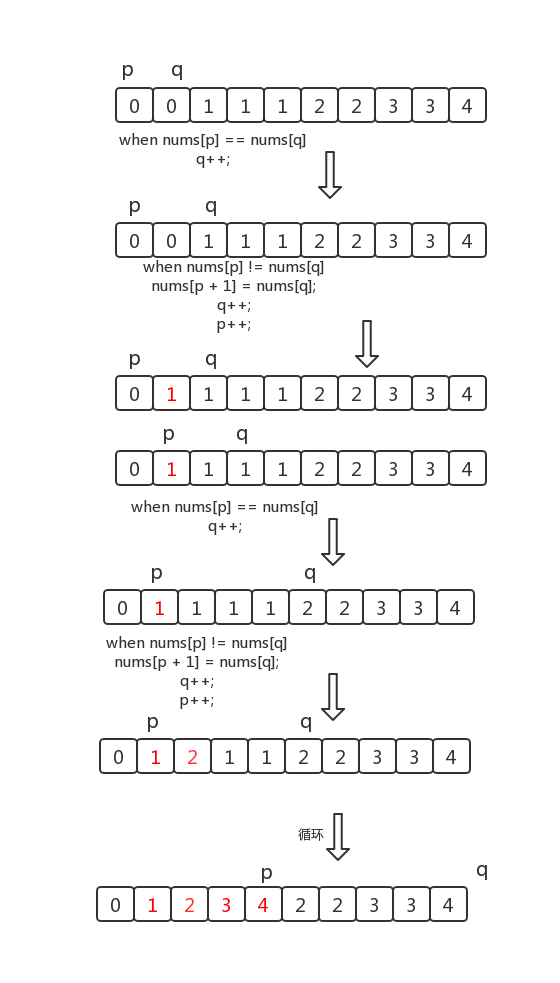 p q
0 0 1 1 1 2 2 3 3 4
when nums[p] == nums[q]
q++;
p q
0 0 1 1 1 2 2 3 3 4
when nums[p] != nums[q]
nums[p + 1] = nums[q];
q++;
p++;
p q
0 1 1 1 1 2 2 3 3 4
p q
0 1 1 1 1 2 2 3 3 4
when nums[p] == nums[q]
q++;
p q
0 1 1 1 1 2 2 3 3 4
when nums[p] != nums[q]
nums[p + 1] = nums[q];
q++;
p++;
p q
0 1 2 1 1 2 2 3 3 4
循环
p q
0 1 2 3 4 2 2 3 3 4